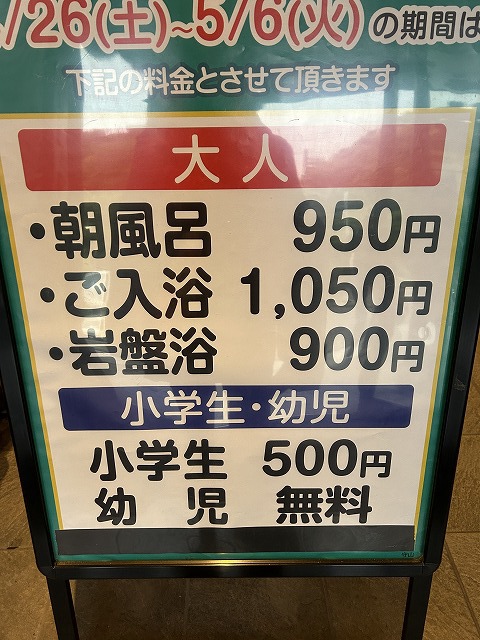 /26(土)~5/6(火)の期間は
下記の料金とさせて頂きます
大人
・朝風呂 950円
・ご入浴 1,050円
・岩盤浴 900円
小学生・幼児
小学生 500円
幼児 無料
守山